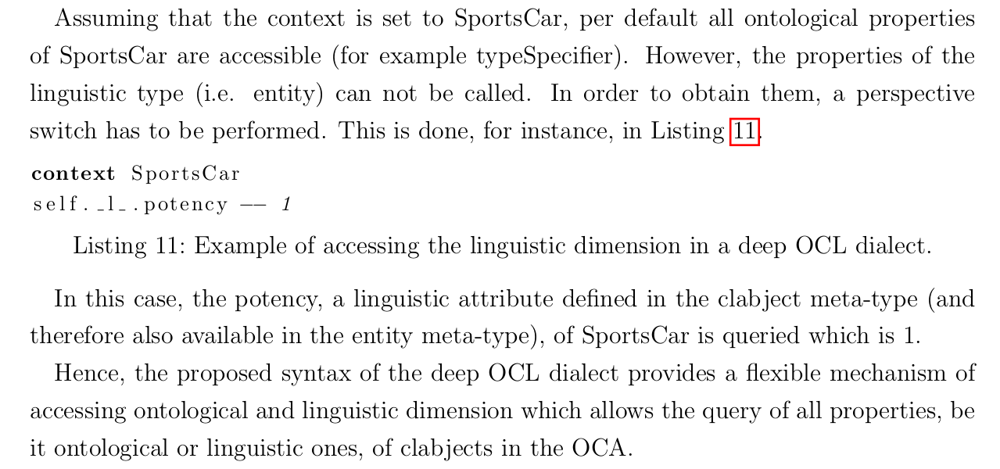 Assuming that the context is set to SportsCar, per default all ontological properties
of SportsCar are accessible (for example typeSpecifier). However, the properties of the
linguistic type (i.e. entity) can not be called. In order to obtain them, a perspective
switch has to be performed. This is done, for instance, in Listing 11.
context SportsCar
self._l_.potency -- 1
Listing 11: Example of accessing the linguistic dimension in a deep OCL dialect.
In this case, the potency, a linguistic attribute defined in the clabject meta-type (and
therefore also available in the entity meta-type), of SportsCar is queried which is 1.
Hence, the proposed syntax of the deep OCL dialect provides a flexible mechanism of
accessing ontological and linguistic dimension which allows the query of all properties, be
it ontological or linguistic ones, of clabjects in the OCA.